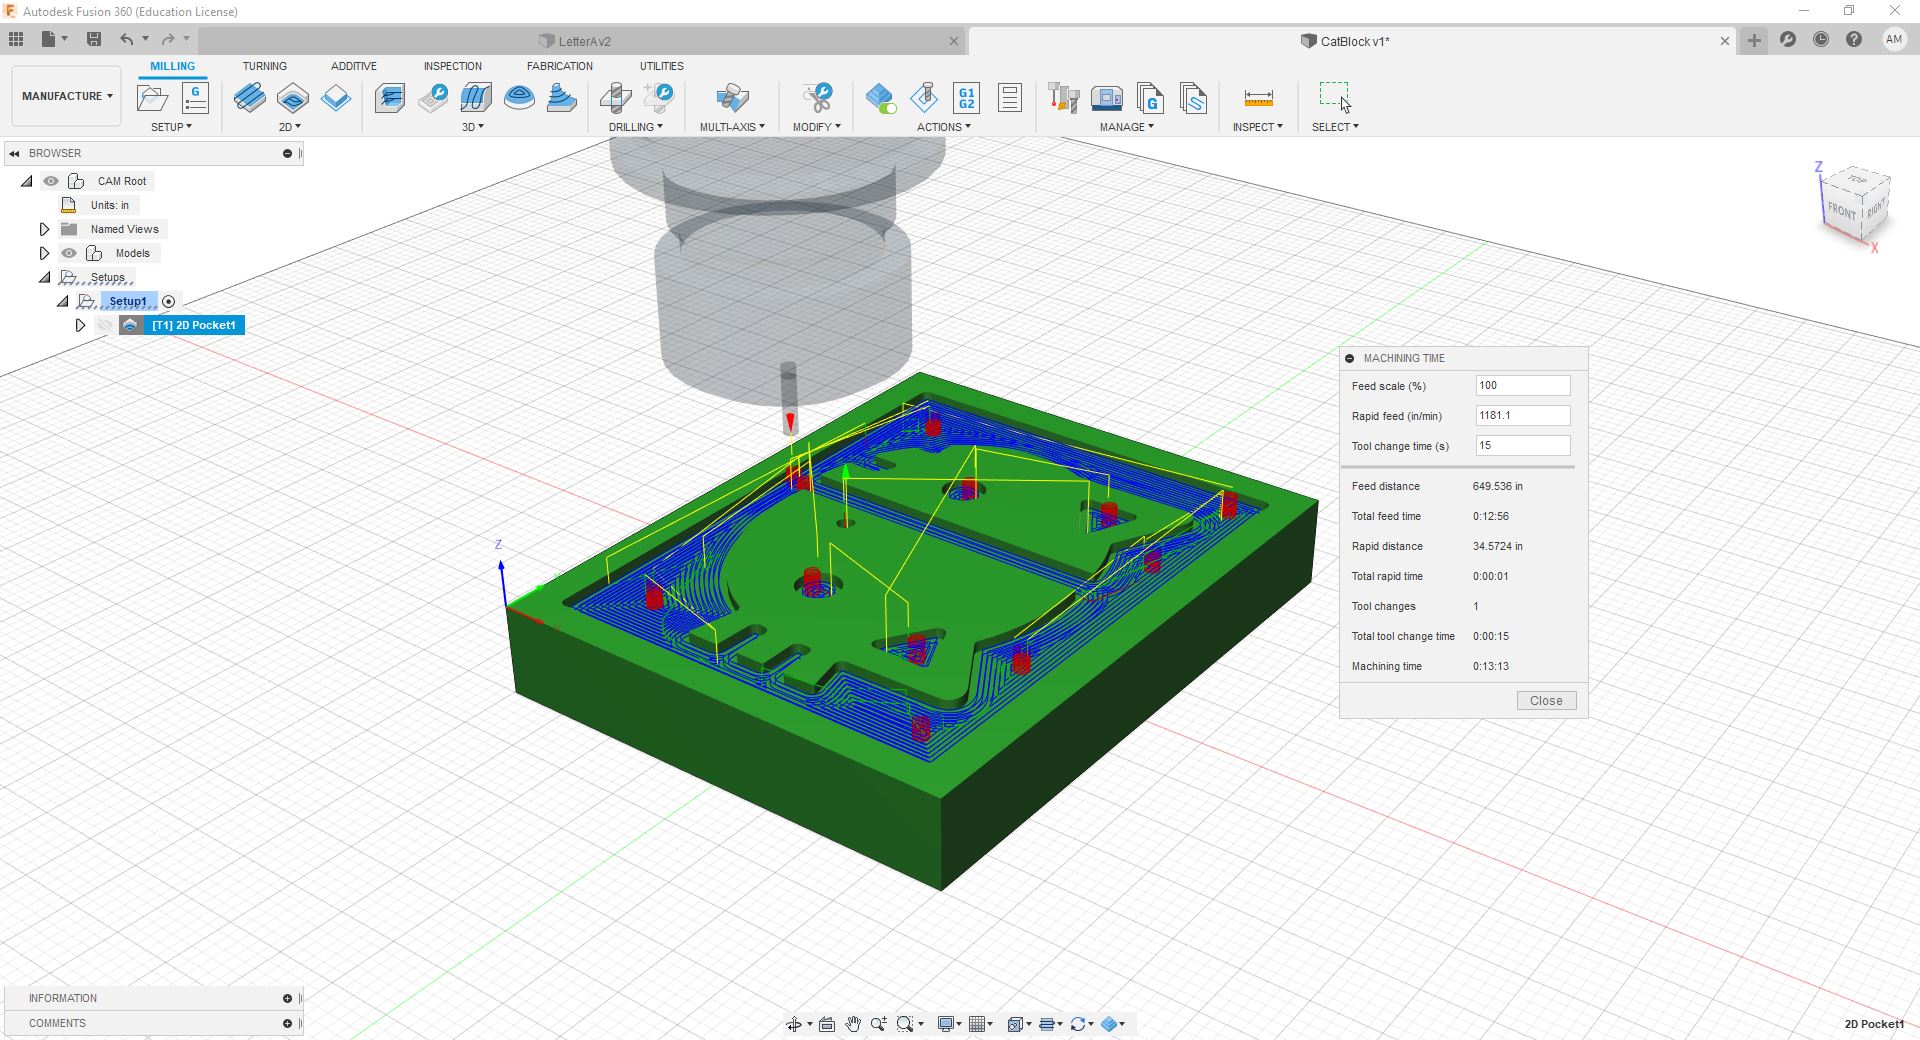 Autodesk Fusion 360 (Education License)
LetterA v2
CatBlock v1*
AM
MILLING TURNING ADDITIVE INSPECTION FABRICATION UTILITIES
MANUFACTURE
G
G1
G2
G
SETUP 2D 3D DRILLING MULTI-AXIS MODIFY ACTIONS MANAGE INSPECT SELECT
BROWSER
CAM Root
Units: in
Named Views
Models
Setups
Setup1
[T1] 2D Pocket1
Z
TOP
FRONT
RIGHT
X
Z
MACHINING TIME
Feed scale (%) 100
Rapid feed (in/min) 1181.1
Tool change time (s) 15
Feed distance 649.536 in
Total feed time 0:12:56
Rapid distance 34.5724 in
Total rapid time 0:00:01
Tool changes 1
Total tool change time 0:00:15
Machining time 0:13:13
Close
INFORMATION
COMMENTS
2D Pocket1